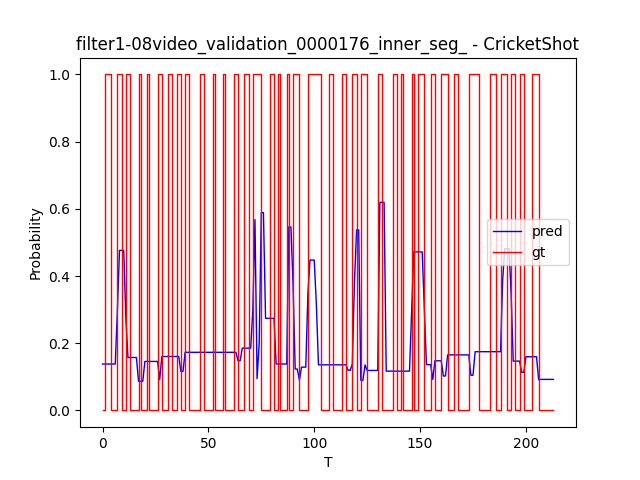 filter1-08video_validation_0000176_inner_seg_ - CricketShot
1.0
0.8
0.6
0.4
0.2
0.0
Probability
pred
gt
0
50
100
150
200
T